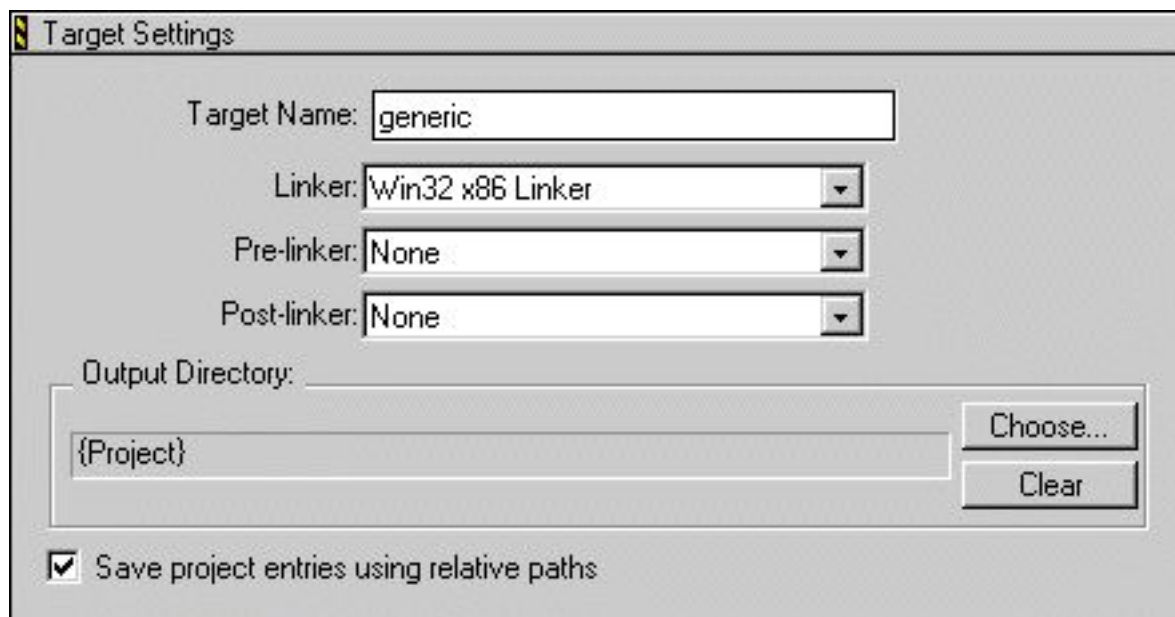 Target Settings
Target Name: generic
Linker: Win32 x86 Linker
Pre-linker: None
Post-linker: None
Output Directory:
{Project}
Choose...
Clear
Save project entries using relative paths